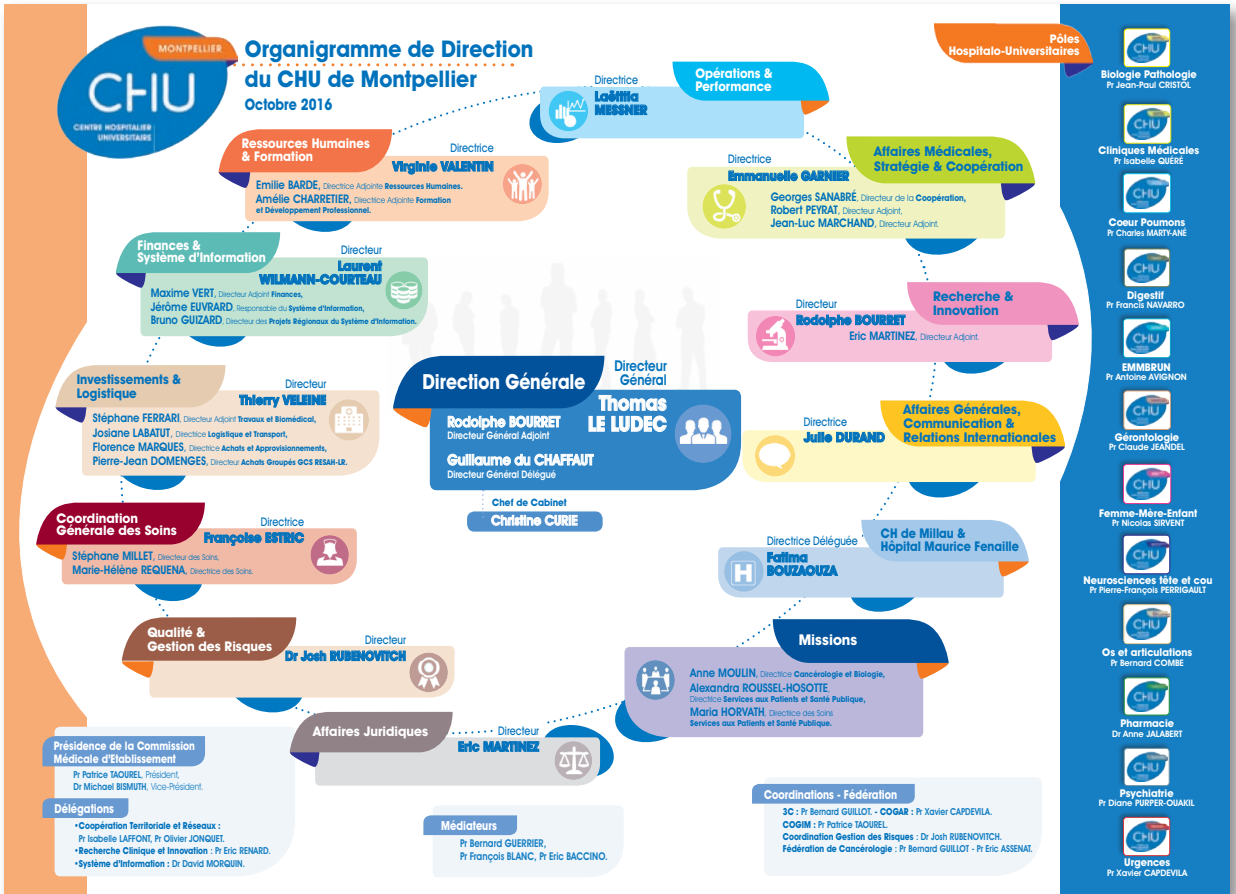 MONTPELLIER
CHU
CENTRE HOSPITALIER
UNIVERSITAIRE
Organigramme de Direction
du CHU de Montpellier
Octobre 2016
Opérations &
Performance
Directrice
Laëtitia
MESSNER
Ressources Humaines
& Formation
Directrice
Virginie VALENTIN
Emilie BARDE, Directrice Adjointe Ressources Humaines.
Amélie CHARRETIER, Directrice Adjointe Formation
et Développement Professionnel.
Affaires Médicales,
Stratégie & Coopération
Directrice
Emmanuelle GARNIER
Georges SANABRÉ, Directeur de la Coopération,
Robert PEYRAT, Directeur Adjoint,
Jean-Luc MARCHAND, Directeur Adjoint.
Finances &
Système d'Information
Directeur
Laurent
WILMANN-COURTEAU
Maxime VERT, Directeur Adjoint Finances,
Jérôme EUVRARD, Responsable du Système d'Information,
Bruno GUIZARD, Directeur des Projets Régionaux du Système d'Information.
Recherche &
Innovation
Directeur
Rodolphe BOURRET
Eric MARTINEZ, Directeur Adjoint.
Investissements &
Logistique
Directeur
Thierry VELEINE
Stéphane FERRARI, Directeur Adjoint Travaux et Biomédical,
Josiane LABATUT, Directrice Logistique et Transport,
Florence MARQUES, Directrice Achats et Approvisionnements,
Pierre-Jean DOMENGES, Directeur Achats Groupés GCS RESAH-LR.
Direction Générale
Directeur
Général
Thomas
LE LUDEC
Rodolphe BOURRET
Directeur Général Adjoint
Guillaume du CHAFFAUT
Directeur Général Délégué
Chef de Cabinet
Christine CURIE
Affaires Générales,
Communication &
Relations Internationales
Directrice
Julie DURAND
Coordination
Générale des Soins
Directrice
Françoise ESTRIC
Stéphane MILLET, Directeur des Soins,
Marie-Hélène REQUENA, Directrice des Soins.
CH de Millau &
Hôpital Maurice Fenaille
Directrice Déléguée
Fatima
BOUZAOUZA
H
Qualité &
Gestion des Risques
Directeur
Dr Josh RUBENOVITCH
Missions
Anne MOULIN, Directrice Cancérologie et Biologie,
Alexandra ROUSSEL-HOSOTTE,
Directrice Services aux Patients et Santé Publique,
Maria HORVATH, Directrice des Soins
Services aux Patients et Santé Publique.
Affaires Juridiques
Directeur
Eric MARTINEZ
Présidence de la Commission
Médicale d'Etablissement
Pr Patrice TAOUREL, Président,
Dr Michael BISMUTH, Vice-Président.
Délégations
•Coopération Territoriale et Réseaux :
Pr Isabelle LAFFONT, Pr Olivier JONQUET.
•Recherche Clinique et Innovation : Pr Eric RENARD.
•Système d'Information : Dr David MORQUIN.
Médiateurs
Pr Bernard GUERRIER,
Pr François BLANC, Pr Eric BACCINO.
Coordinations - Fédération
3C : Pr Bernard GUILLOT. - COGAR : Pr Xavier CAPDEVILA.
COGIM : Pr Patrice TAOUREL.
Coordination Gestion des Risques : Dr Josh RUBENOVITCH.
Fédération de Cancérologie : Pr Bernard GUILLOT - Pr Eric ASSENAT.
Pôles
Hospitalo-Universitaires
CHU
Biologie Pathologie
Pr Jean-Paul CRISTOL
CHU
Cliniques Médicales
Pr Isabelle QUÉRÉ
CHU
Coeur Poumons
Pr Charles MARTY-ANÉ
CHU
Digestif
Pr Francis NAVARRO
CHU
EMMBRUN
Pr Antoine AVIGNON
CHU
Gérontologie
Pr Claude JEANDEL
CHU
Femme-Mère-Enfant
Pr Nicolas SIRVENT
CHU
Neurosciences tête et cou
Pr Pierre-François PERRIGAULT
CHU
Os et articulations
Pr Bernard COMBE
CHU
Pharmacie
Dr Anne JALABERT
CHU
Psychiatrie
Pr Diane PURPER-OUAKIL
CHU
Urgences
Pr Xavier CAPDEVILA